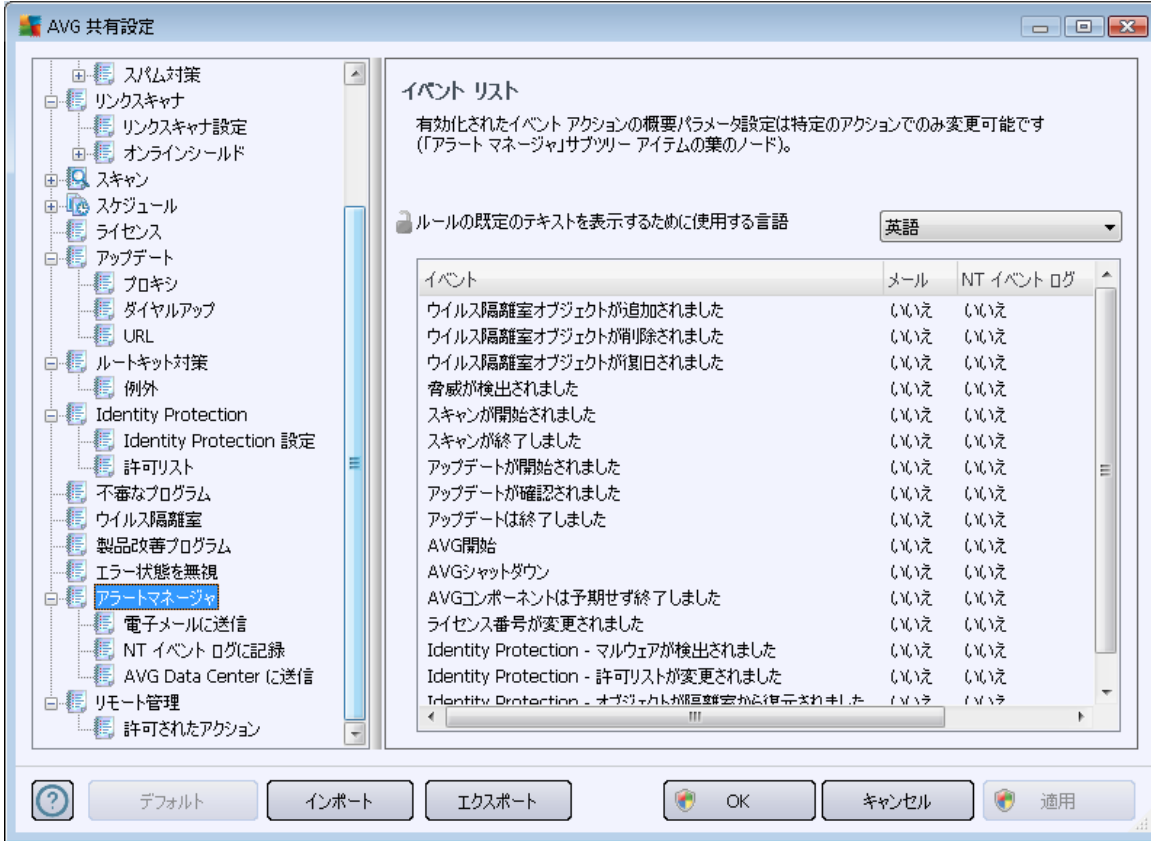 AVG 共有設定
スパム対策
リンクスキャナ
リンクスキャナ設定
オンラインシールド
スキャン
スケジュール
ライセンス
アップデート
プロキシ
ダイヤルアップ
URL
ルートキット対策
例外
Identity Protection
Identity Protection 設定
許可リスト
不審なプログラム
ウイルス隔離室
製品改善プログラム
エラー状態を無視
アラートマネージャ
電子メールに送信
NT イベント ログに記録
AVG Data Center に送信
リモート管理
許可されたアクション
イベント リスト
有効化されたイベント アクションの概要パラメータ設定は特定のアクションでのみ変更可能です
(「アラート マネージャ」サブツリー アイテムの葉のノード)。
ルールの既定のテキストを表示するために使用する言語 英語
イベント メール NT イベント ログ
ウイルス隔離室オブジェクトが追加されました いいえ いいえ
ウイルス隔離室オブジェクトが削除されました いいえ いいえ
ウイルス隔離室オブジェクトが復旧されました いいえ いいえ
脅威が検出されました いいえ いいえ
スキャンが開始されました いいえ いいえ
スキャンが終了しました いいえ いいえ
アップデートが開始されました いいえ いいえ
アップデートが確認されました いいえ いいえ
アップデートは終了しました いいえ いいえ
AVG開始 いいえ いいえ
AVGシャットダウン いいえ いいえ
AVGコンポーネントは予期せず終了しました いいえ いいえ
ライセンス番号が変更されました いいえ いいえ
Identity Protection - マルウェアが検出されました いいえ いいえ
Identity Protection - 許可リストが変更されました いいえ いいえ
Identity Protection - オブジェクトが隔離室から復元されました いいえ いいえ
デフォルト インポート エクスポート OK キャンセル 適用